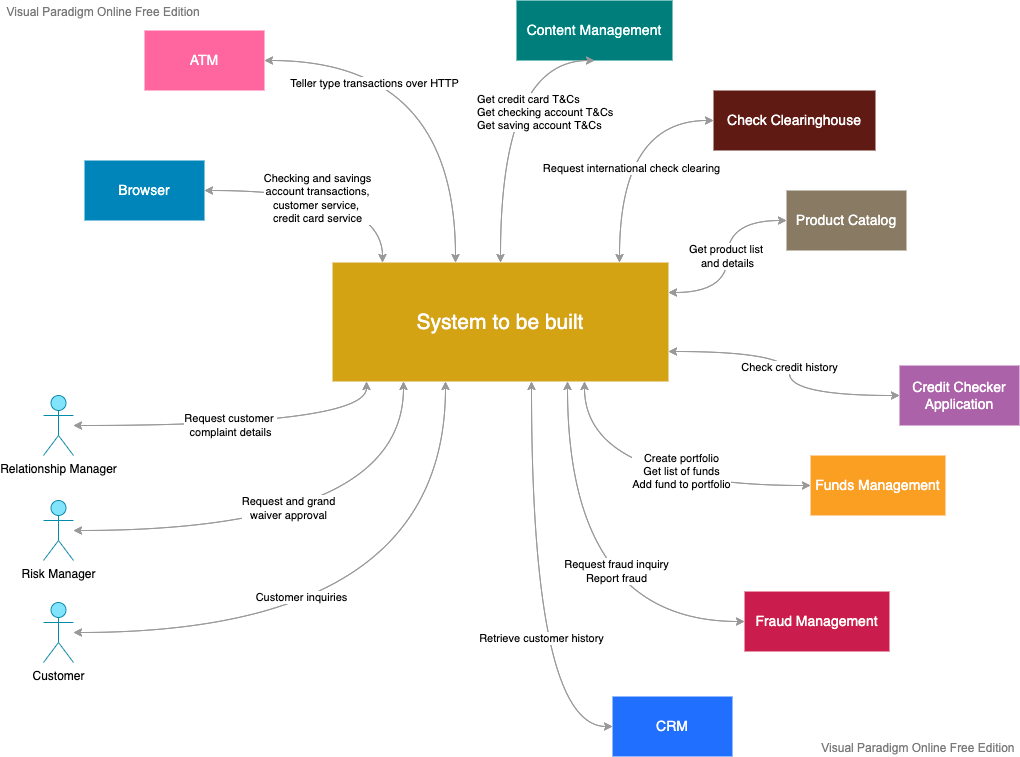 Visual Paradigm Online Free Edition
Content Management
ATM
Teller type transactions over HTTP
Get credit card T&Cs
Get checking account T&Cs
Get saving account T&Cs
Check Clearinghouse
Request international check clearing
Browser
Checking and savings
account transactions,
customer service,
credit card service
Product Catalog
Get product list
and details
System to be built
Check credit history
Credit Checker
Application
Request customer
complaint details
Relationship Manager
Create portfolio
Get list of funds
Add fund to portfolio
Funds Management
Request and grand
waiver approval
Risk Manager
Request fraud inquiry
Report fraud
Customer inquiries
Fraud Management
Retrieve customer history
Customer
CRM
Visual Paradigm Online Free Edition